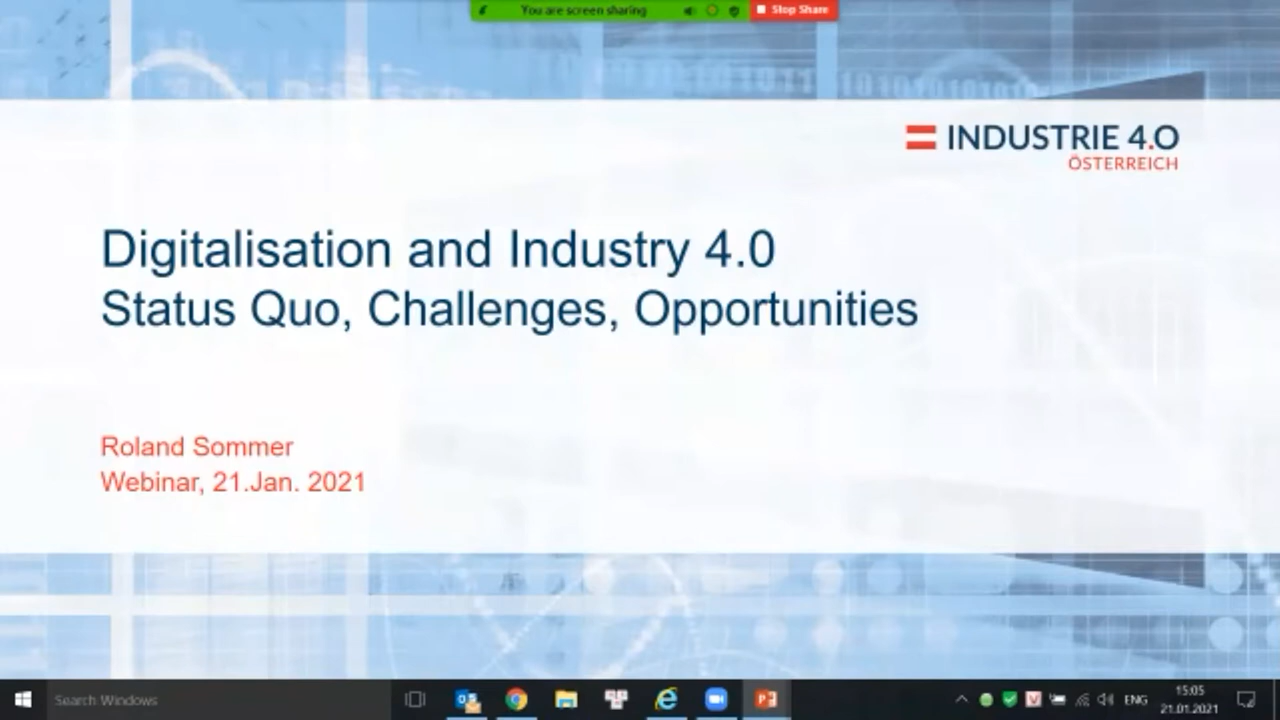 You are screen sharing
Stop Share
INDUSTRIE 4.0
ÖSTERREICH
Digitalisation and Industry 4.0
Status Quo, Challenges, Opportunities
Roland Sommer
Webinar, 21.Jan. 2021
Search Windows
ENG
15:05
21.01.2021